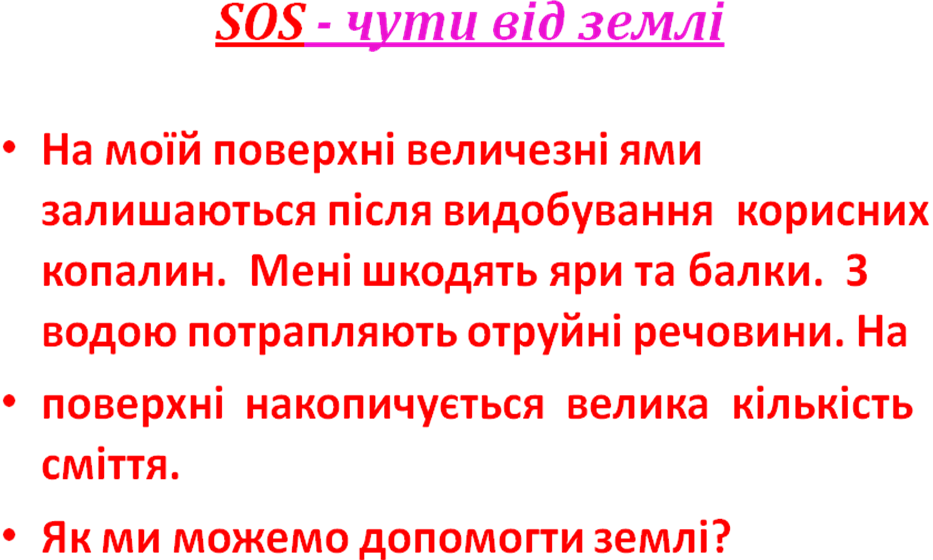 SOS - чути від землі
• На моїй поверхні величезні ями
залишаються після видобування корисних
копалин. Мені шкодять яри та балки. З
водою потрапляють отруйні речовини. На
• поверхні накопичується велика кількість
сміття.
• Як ми можемо допомогти землі?